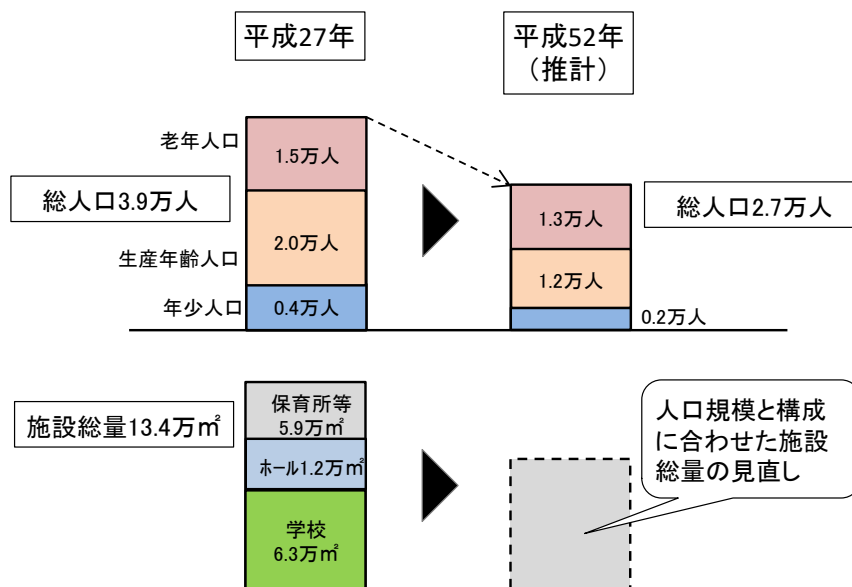 平成27年
平成52年
（推計）
老年人口
1.5万人
総人口3.9万人
2.0万人
生産年齢人口
年少人口
0.4万人
1.3万人
総人口2.7万人
1.2万人
0.2万人
施設総量13.4万㎡
保育所等
5.9万㎡
ホール1.2万㎡
学校
6.3万㎡
人口規模と構成
に合わせた施設
総量の見直し